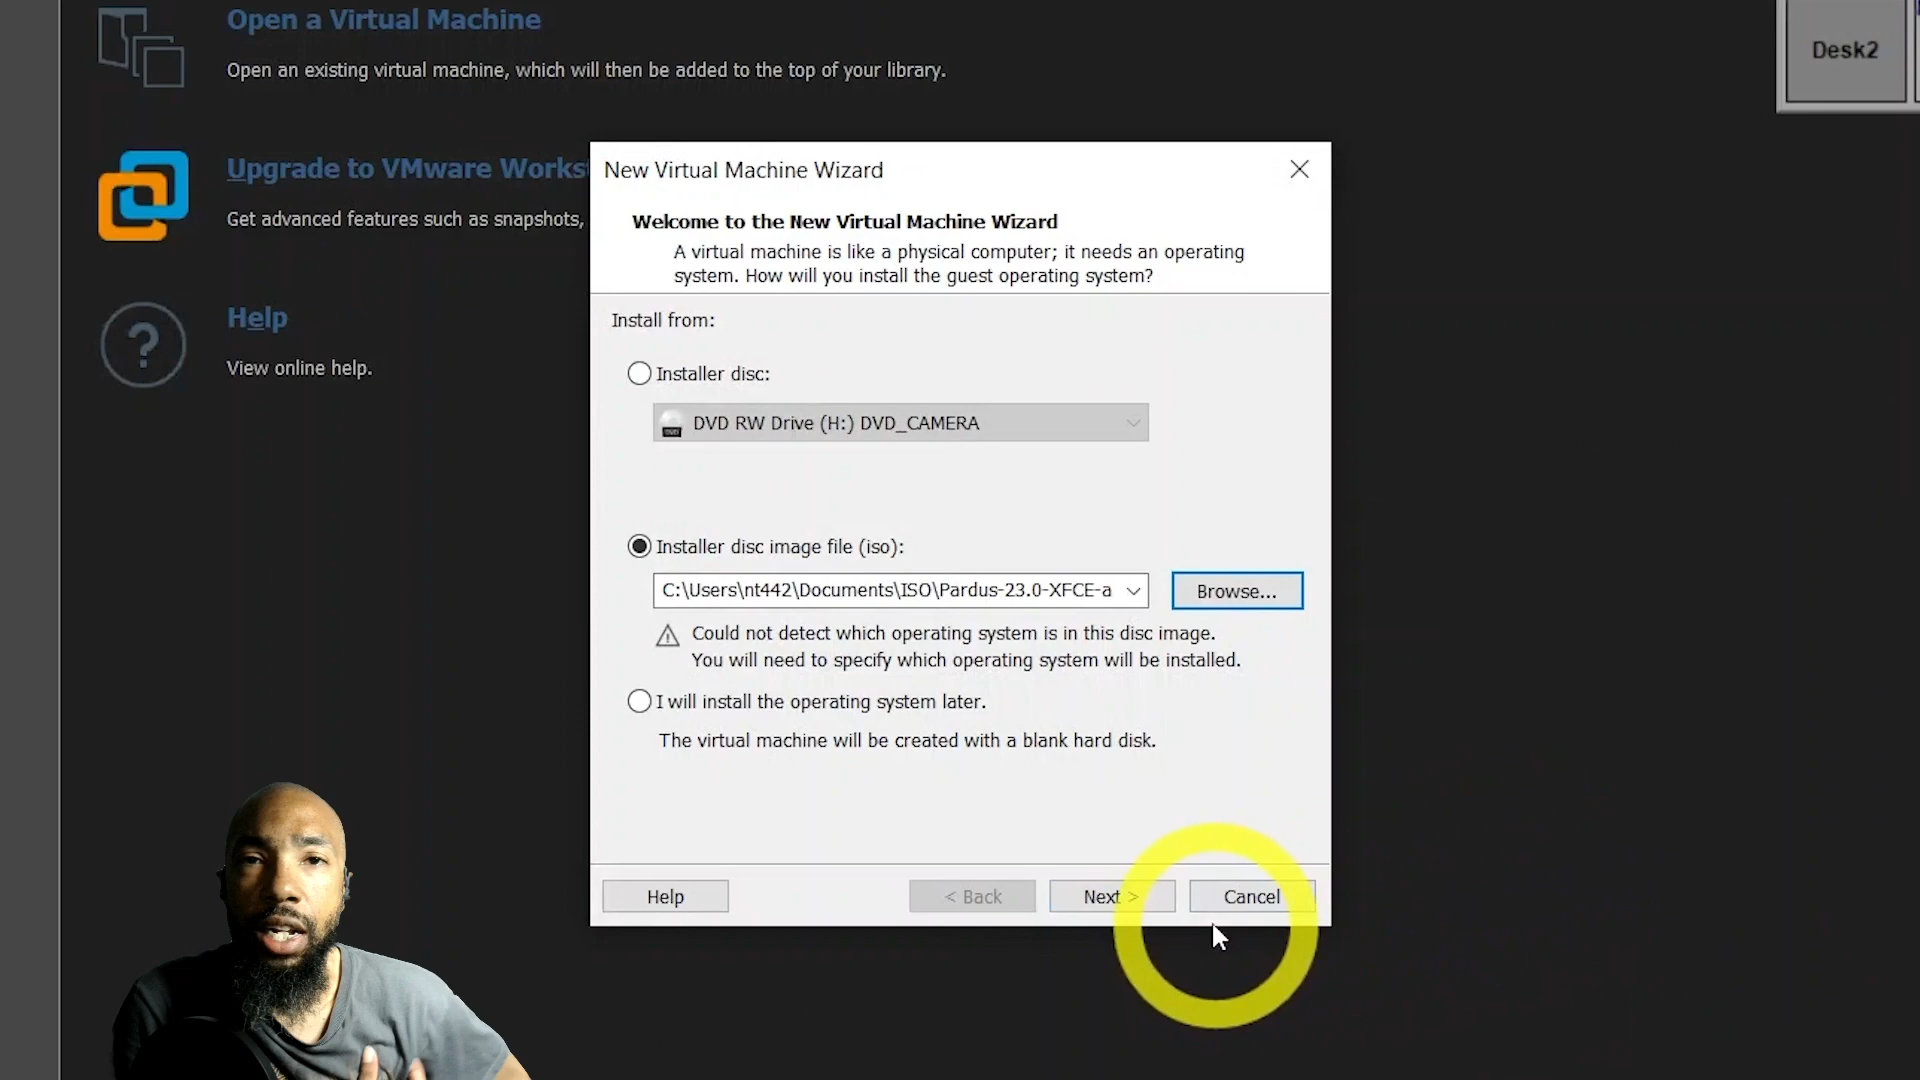 Open a Virtual Machine
Open an existing virtual machine, which will then be added to the top of your library.
Desk2
Upgrade to VMware Works
Get advanced features such as snapshots,
Help
View online help.
New Virtual Machine Wizard
Welcome to the New Virtual Machine Wizard
A virtual machine is like a physical computer; it needs an operating
system. How will you install the guest operating system?
Install from:
Installer disc:
DVD RW Drive (H:) DVD_CAMERA
Installer disc image file (iso):
C:\Users\nt442\Documents\ISO\Pardus-23.0-XFCE-a
Browse...
Could not detect which operating system is in this disc image.
You will need to specify which operating system will be installed.
I will install the operating system later.
The virtual machine will be created with a blank hard disk.
Help
< Back
Next >
Cancel